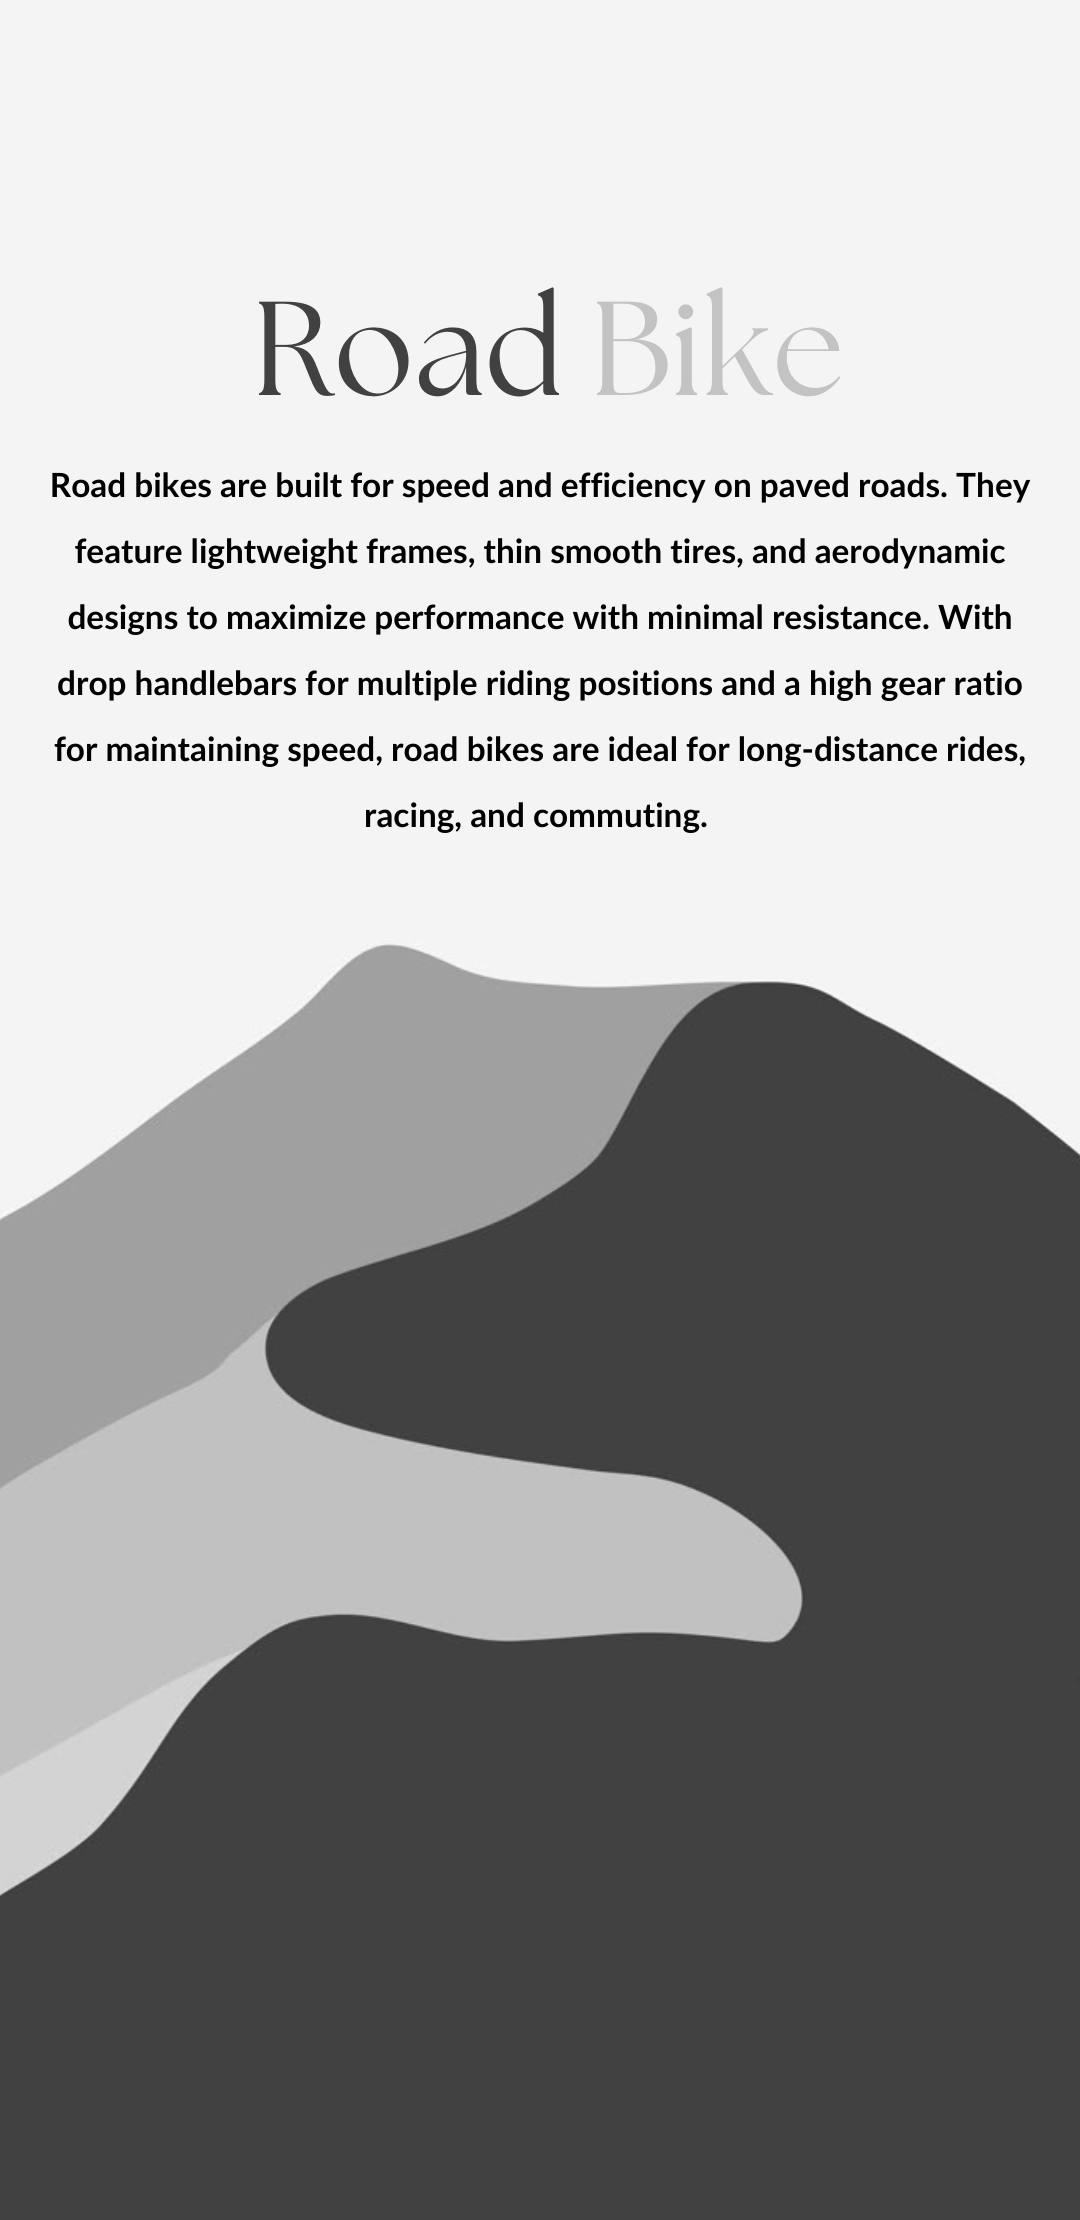 Road Bike
Road bikes are built for speed and efficiency on paved roads. They
feature lightweight frames, thin smooth tires, and aerodynamic
designs to maximize performance with minimal resistance. With
drop handlebars for multiple riding positions and a high gear ratio
for maintaining speed, road bikes are ideal for long-distance rides,
racing, and commuting.